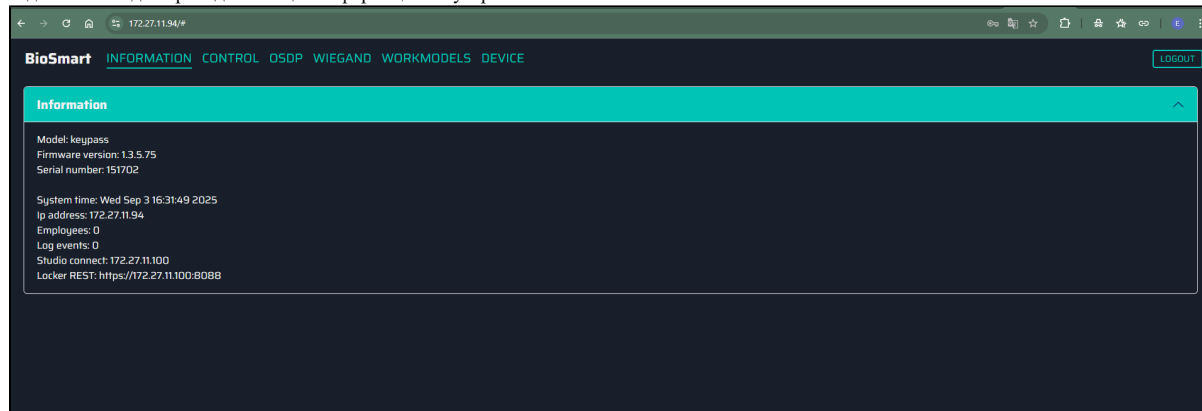 172.27.11.94/#
E
BioSmart INFORMATION CONTROL OSDP WIEGAND WORKMODELS DEVICE LOGOUT
Information
Model: keypass
Firmware version: 1.3.5.75
Serial number: 151702
System time: Wed Sep 3 16:31:49 2025
Ip address: 172.27.11.94
Employees: 0
Log events: 0
Studio connect: 172.27.11.100
Locker REST: https://172.27.11.100:8088